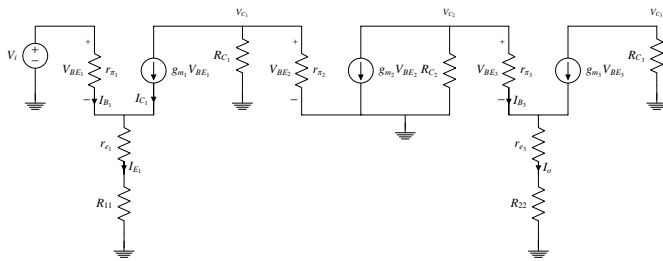 V_{C_1} V_{C_2} V_{C_3}
+ + +
V_i + − V_{BE_1} r_{π_1} g_{m_1} V_{BE_1} R_{C_1} V_{BE_2} r_{π_2} g_{m_2} V_{BE_2} R_{C_2} V_{BE_3} r_{π_3} g_{m_3} V_{BE_3} R_{C_3}
− I_{B_1} I_{C_1} − − I_{B_3}
r_{e_1} r_{e_3}
I_{E_1} I_o
R_{11} R_{22}